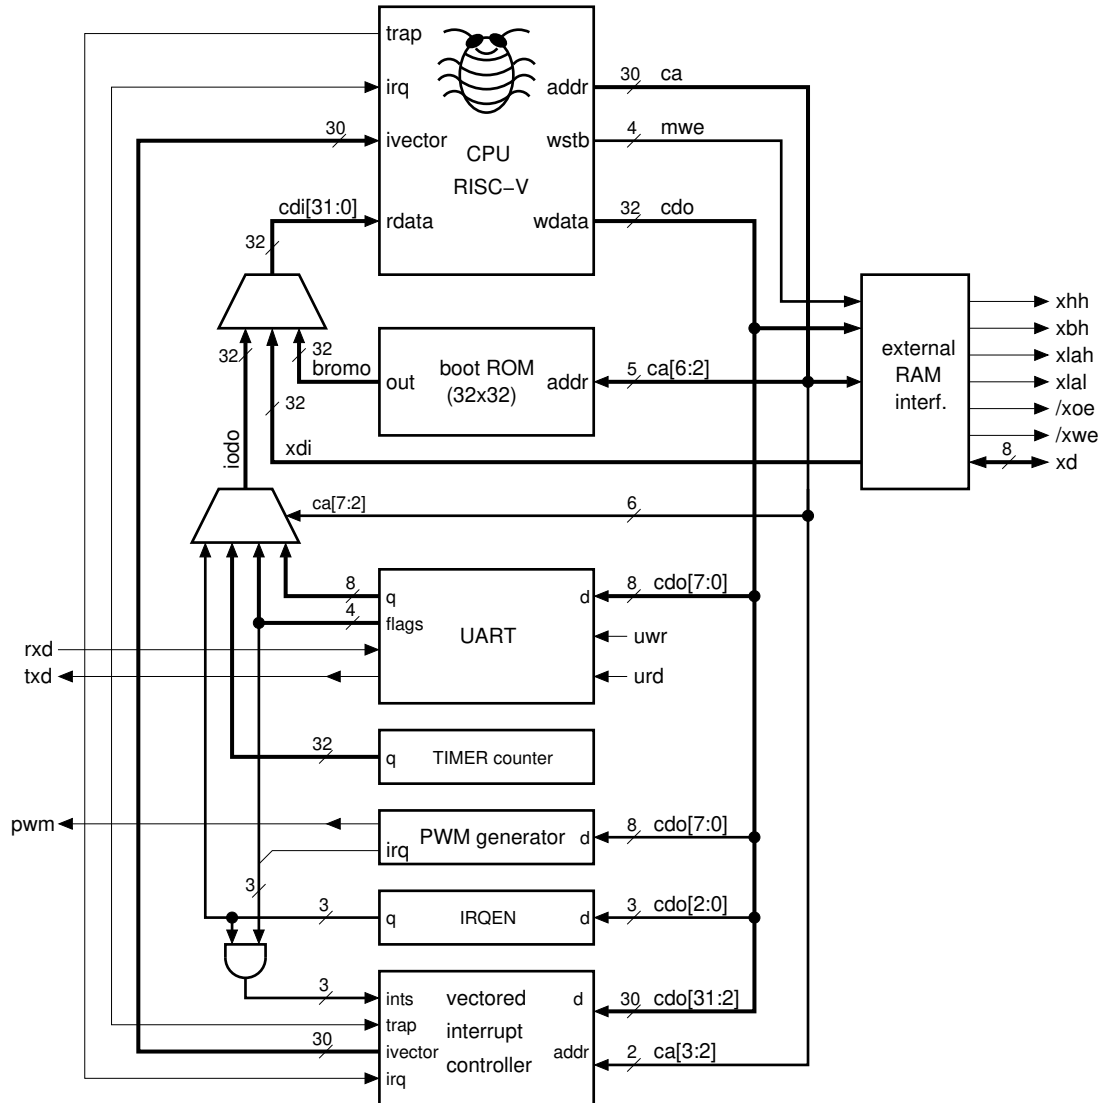 trap
30 ca
irq addr
30 4 mwe
ivector wstb
CPU
RISC−V
cdi[31:0] 32 cdo
rdata wdata
32
xhh
32 32 xbh
bromo boot ROM 5 ca[6:2] external
out (32x32) addr RAM
interf.
xlah
xlal
32 /xoe
/xwe
iodo xdi 8 xd
ca[7:2] 6
8 8 cdo[7:0]
q d
4
flags UART uwr
rxd
txd urd
32
q TIMER counter
pwm 8 cdo[7:0]
PWM generator d
irq
3
3 3 cdo[2:0]
q IRQEN d
3 ints vectored d 30 cdo[31:2]
trap interrupt
30 ivector controller addr 2 ca[3:2]
irq